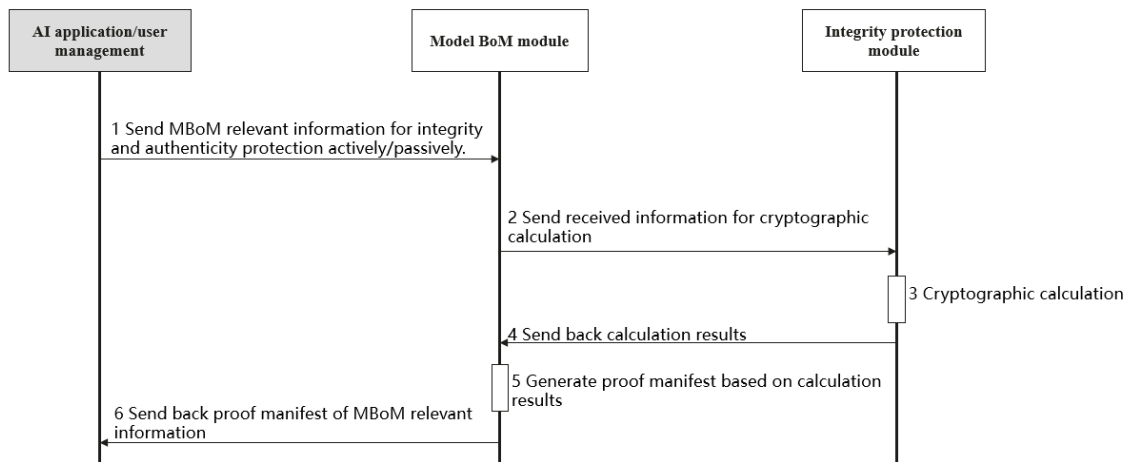 AI application/user
management
Model BoM module
Integrity protection
module
1 Send MBoM relevant information for integrity
and authenticity protection actively/passively.
2 Send received information for cryptographic
calculation
3 Cryptographic calculation
4 Send back calculation results
5 Generate proof manifest based on calculation
results
6 Send back proof manifest of MBoM relevant
information